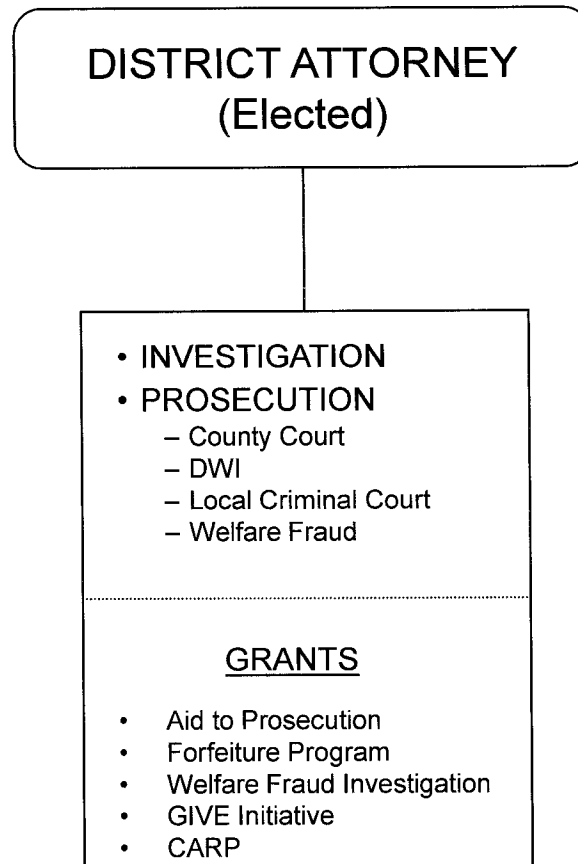 DISTRICT ATTORNEY
(Elected)
• INVESTIGATION
• PROSECUTION
– County Court
– DWI
– Local Criminal Court
– Welfare Fraud
GRANTS
• Aid to Prosecution
• Forfeiture Program
• Welfare Fraud Investigation
• GIVE Initiative
• CARP